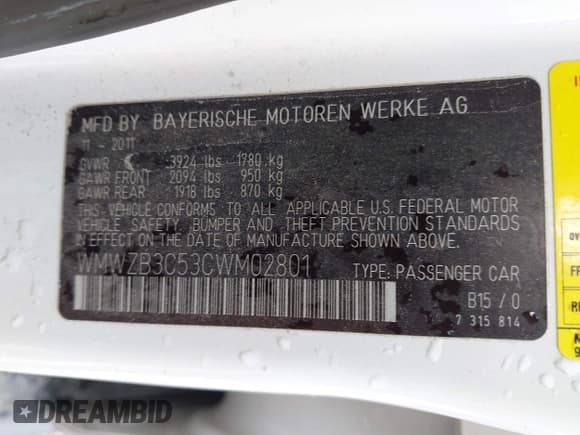 MFD BY BAYERISCHE MOTOREN WERKE AG
11 - 2011
GVWR 3924 lbs 1780 kg
GAWR FRONT 2094 lbs 950 kg
GAWR REAR 1918 lbs 870 kg
THIS VEHICLE CONFORMS TO ALL APPLICABLE U.S. FEDERAL MOTOR
VEHICLE SAFETY, BUMPER AND THEFT PREVENTION STANDARDS
IN EFFECT ON THE DATE OF MANUFACTURE SHOWN ABOVE.
WMWZB3C53CWM02801 TYPE: PASSENGER CAR
B15 / 0
7 315 814
DREAMBID